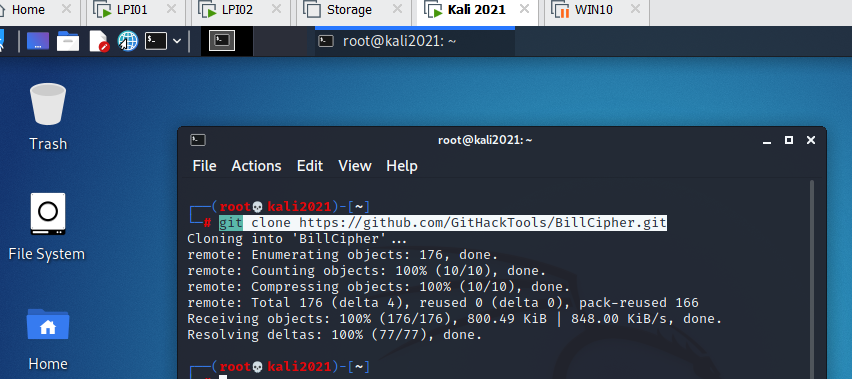 Home LPI01 LPI02 Storage Kali 2021 WIN10
root@kali2021: ~
Trash
File System
Home
root@kali2021: ~
File Actions Edit View Help
┌──(root💀kali2021)-[~]
└─# git clone https://github.com/GitHackTools/BillCipher.git
Cloning into 'BillCipher'...
remote: Enumerating objects: 176, done.
remote: Counting objects: 100% (10/10), done.
remote: Compressing objects: 100% (10/10), done.
remote: Total 176 (delta 4), reused 0 (delta 0), pack-reused 166
Receiving objects: 100% (176/176), 800.49 KiB | 848.00 KiB/s, done.
Resolving deltas: 100% (77/77), done.
┌──(root💀kali2021)-[~]
└─#